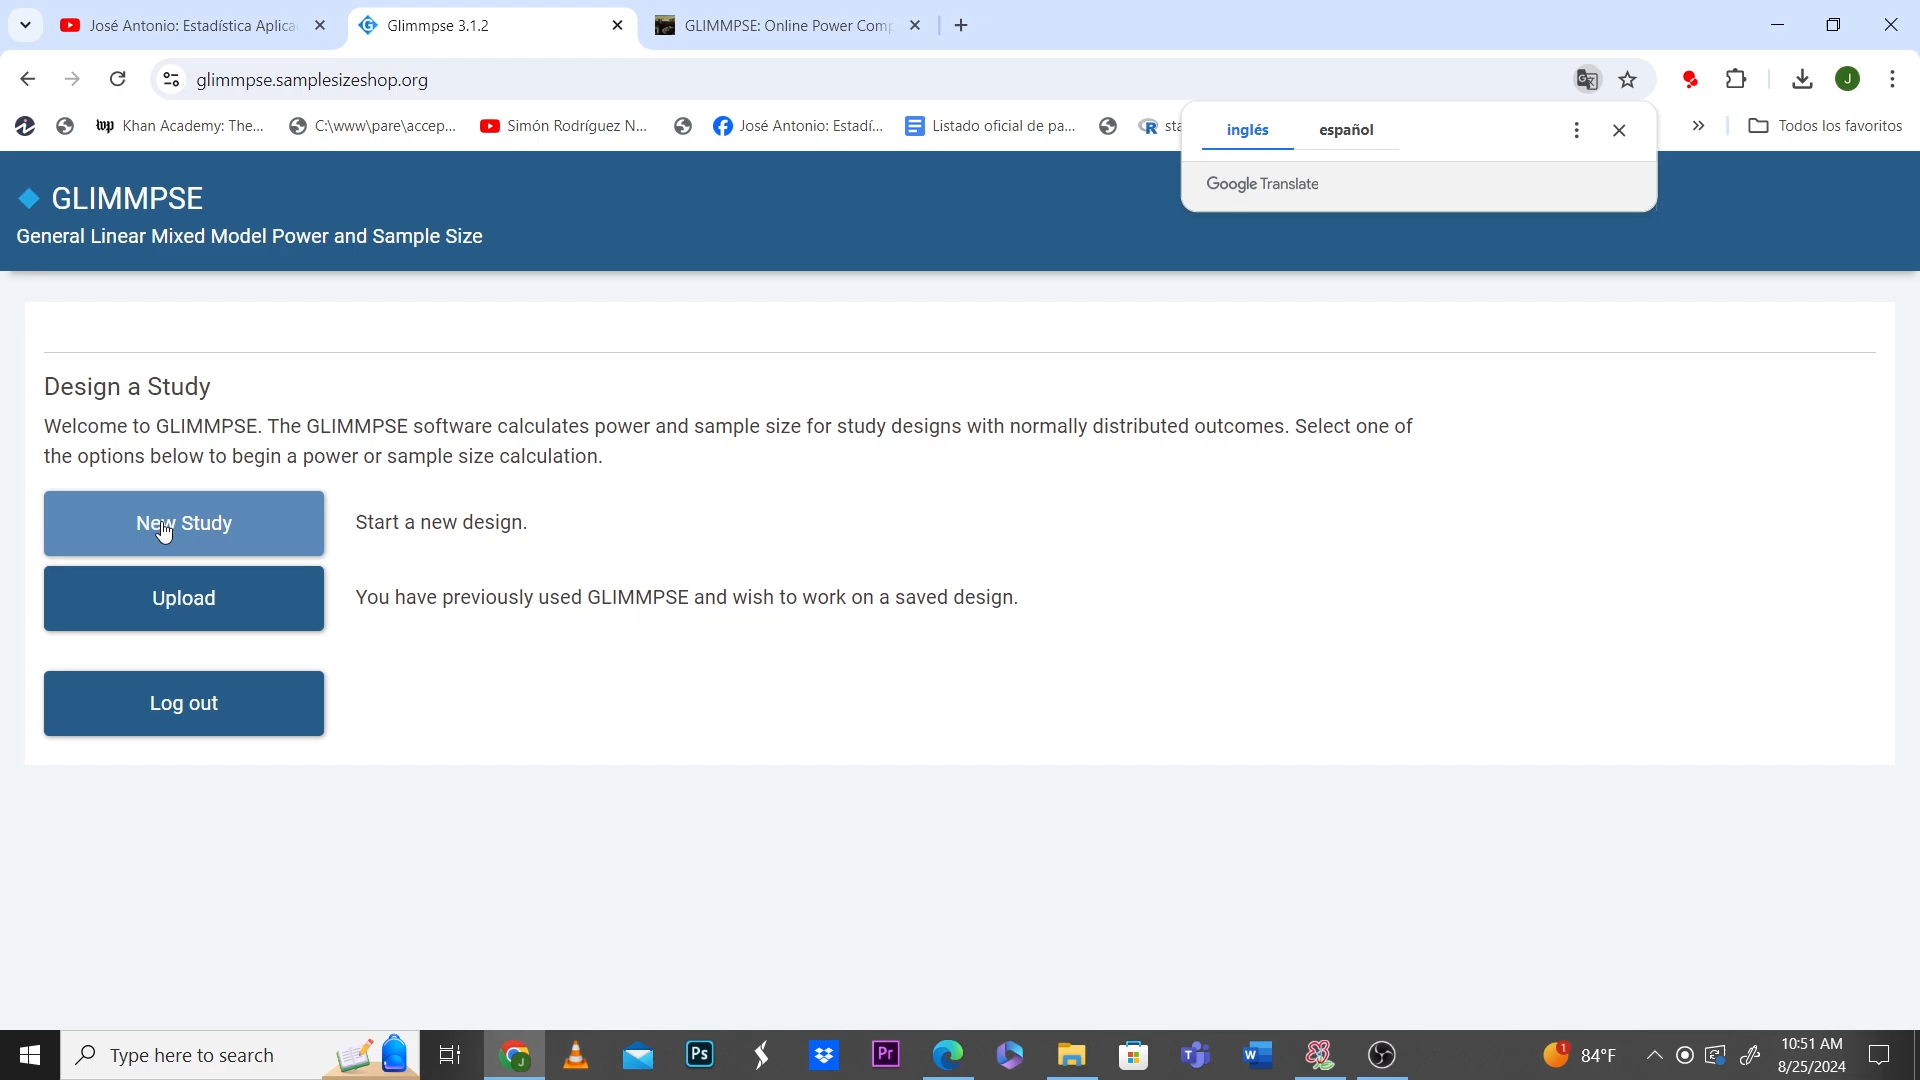 José Antonio: Estadística Aplica
Glimmpse 3.1.2
GLIMMPSE: Online Power Comp
glimmpse.samplesizeshop.org
J
Khan Academy: The...
C:\www\pare\accep...
Simón Rodríguez N...
José Antonio: Estadí...
Listado oficial de pa...
R sta
Todos los favoritos
inglés
español
Google Translate
GLIMMPSE
General Linear Mixed Model Power and Sample Size
Design a Study
Welcome to GLIMMPSE. The GLIMMPSE software calculates power and sample size for study designs with normally distributed outcomes. Select one of
the options below to begin a power or sample size calculation.
New Study
Start a new design.
Upload
You have previously used GLIMMPSE and wish to work on a saved design.
Log out
Type here to search
J
Ps
Pr
T
W
1
84°F
10:51 AM
8/25/2024